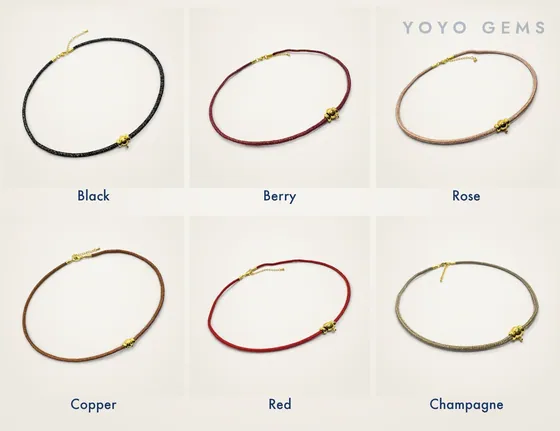 YOYO GEMS
Black
Berry
Rose
Copper
Red
Champagne